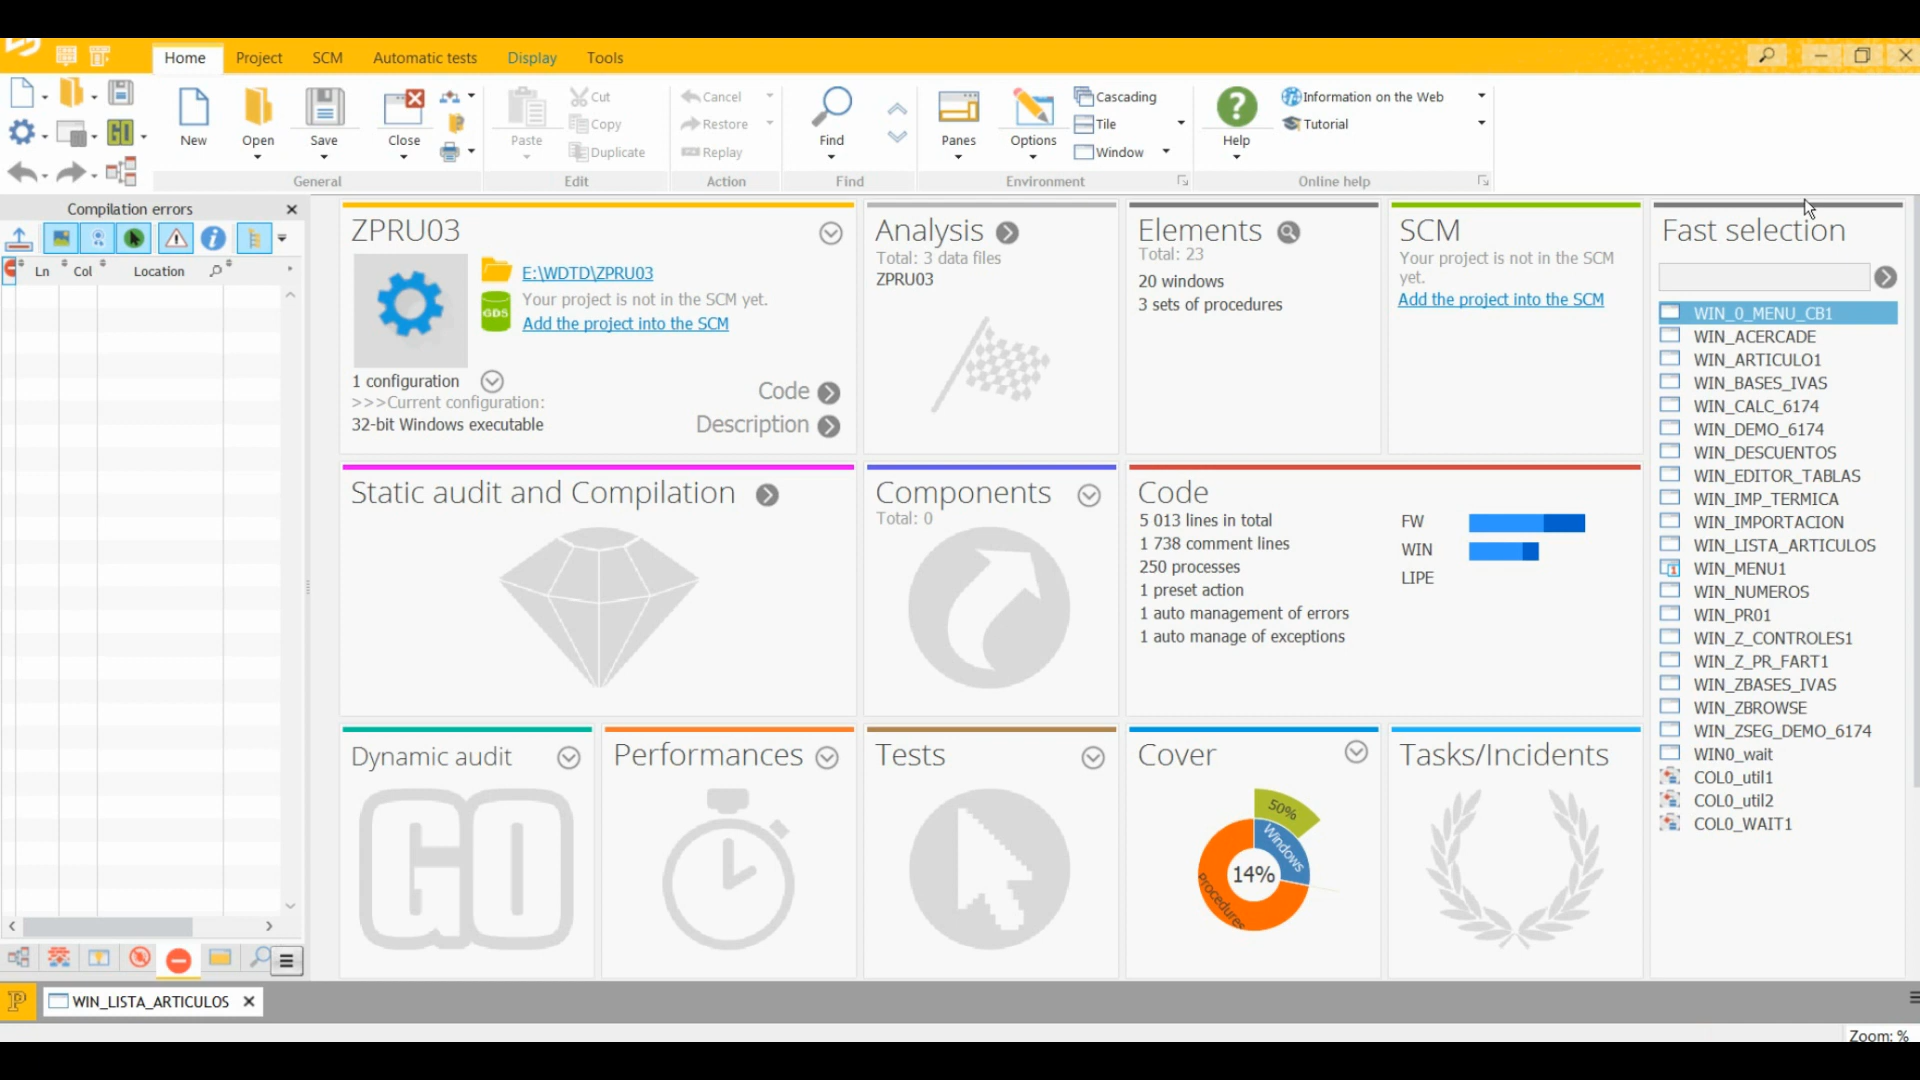 Home
Project
SCM
Automatic tests
Display
Tools
GO
New
Open
Save
Close
Paste
Cut
Copy
Duplicate
Cancel
Restore
Replay
Find
Panes
Options
Cascading
Tile
Window
Help
Information on the Web
Tutorial
General
Edit
Action
Find
Environment
Online help
Compilation errors
Ln
Col
Location
ZPRU03
E:\WDTD\ZPRU03
GDS
Your project is not in the SCM yet.
Add the project into the SCM
1 configuration
>>>Current configuration:
32-bit Windows executable
Code
Description
Analysis
Total: 3 data files
ZPRU03
Elements
Total: 23
20 windows
3 sets of procedures
SCM
Your project is not in the SCM
yet.
Add the project into the SCM
Static audit and Compilation
Components
Total: 0
Code
5 013 lines in total
1 738 comment lines
250 processes
1 preset action
1 auto management of errors
1 auto manage of exceptions
FW
WIN
LIPE
Dynamic audit
GO
Performances
Tests
Cover
50%
Windows
14%
Procedures
Tasks/Incidents
Fast selection
WIN_0_MENU_CB1
WIN_ACERCADE
WIN_ARTICULO1
WIN_BASES_IVAS
WIN_CALC_6174
WIN_DEMO_6174
WIN_DESCUENTOS
WIN_EDITOR_TABLAS
WIN_IMP_TERMICA
WIN_IMPORTACION
WIN_LISTA_ARTICULOS
WIN_MENU1
WIN_NUMEROS
WIN_PR01
WIN_Z_CONTROLES1
WIN_Z_PR_FART1
WIN_ZBASES_IVAS
WIN_ZBROWSE
WIN_ZSEG_DEMO_6174
WIN0_wait
COL0_util1
COL0_util2
COL0_WAIT1
P
WIN_LISTA_ARTICULOS
Zoom: %